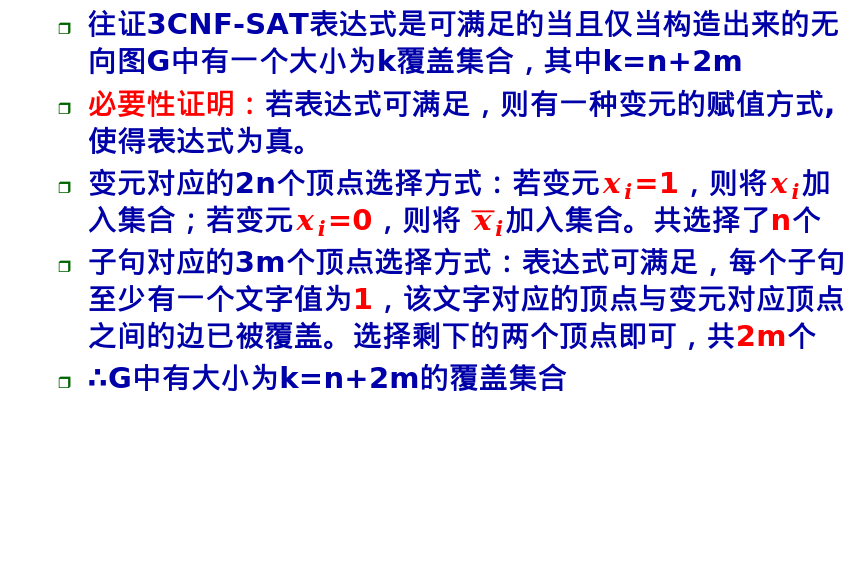 ❒ 往证3CNF-SAT表达式是可满足的当且仅当构造出来的无
向图G中有一个大小为k覆盖集合，其中k=n+2m
❒ 必要性证明：若表达式可满足，则有一种变元的赋值方式,
使得表达式为真。
❒ 变元对应的2n个顶点选择方式：若变元xᵢ=1，则将xᵢ加
入集合；若变元xᵢ=0，则将 x̅ᵢ加入集合。共选择了n个
❒ 子句对应的3m个顶点选择方式：表达式可满足，每个子句
至少有一个文字值为1，该文字对应的顶点与变元对应顶点
之间的边已被覆盖。选择剩下的两个顶点即可，共2m个
❒ ∴G中有大小为k=n+2m的覆盖集合